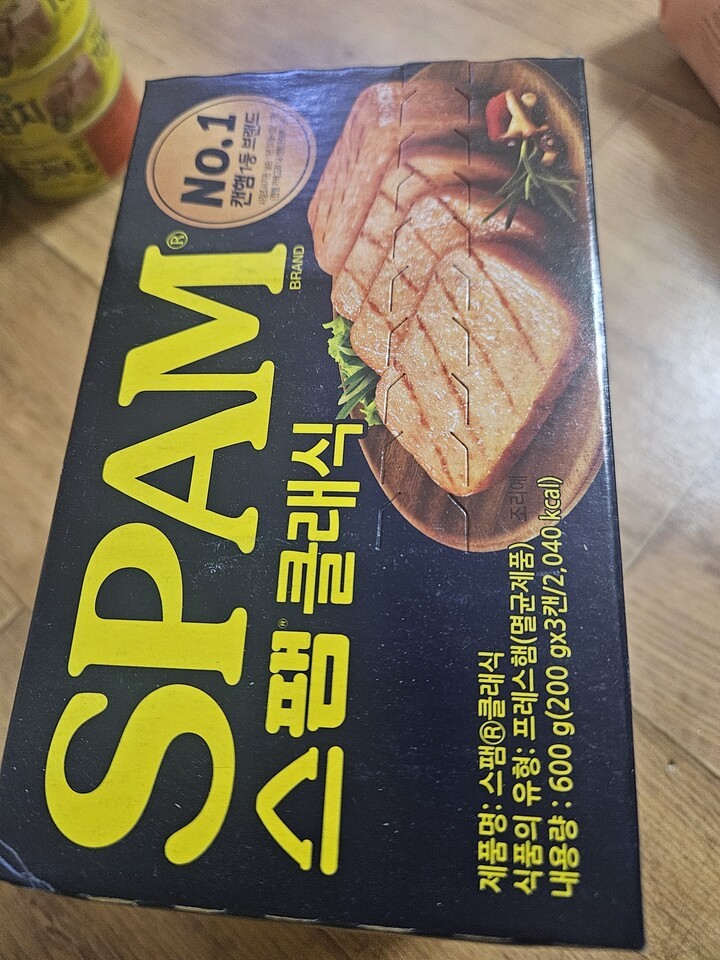 No.1
캔햄 1등 브랜드
SPAM®
BRAND
스팸® 클래식
조리예
제품명: 스팸®클래식
식품의 유형: 프레스햄(멸균제품)
내용량 : 600 g(200 gx3캔/2,040 kcal)